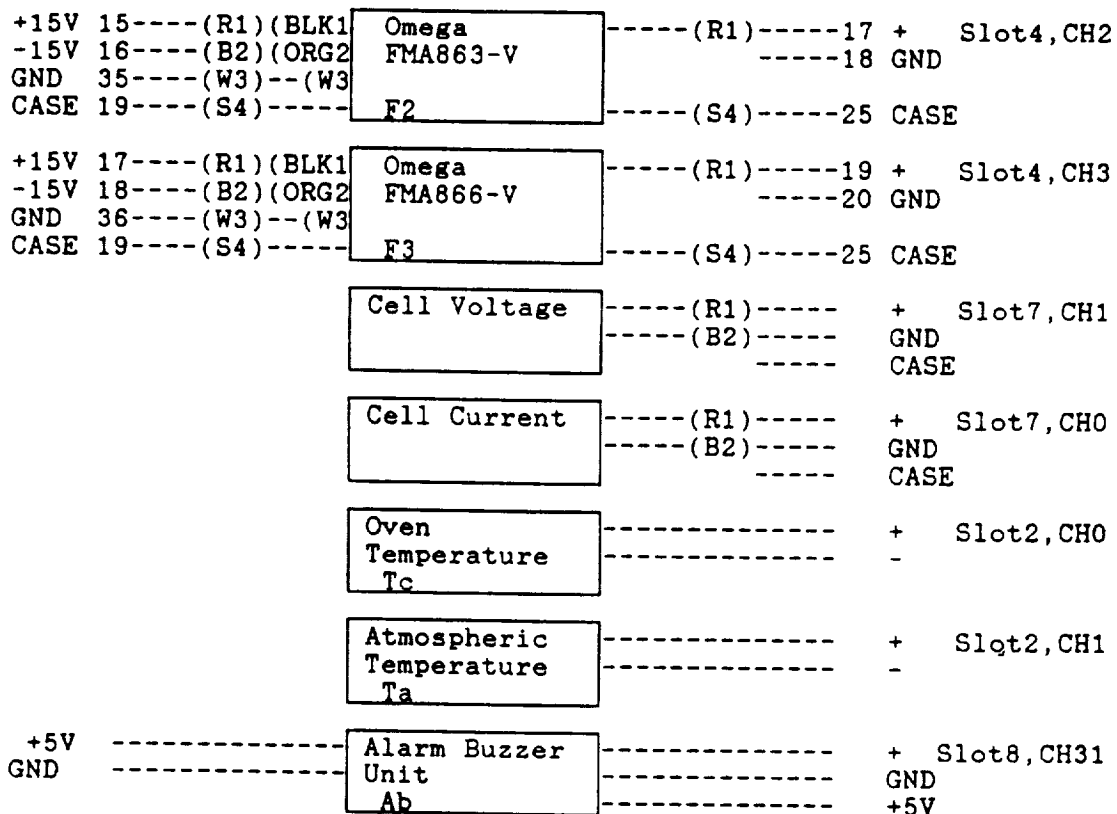 +15V 15----(R1)(BLK1 Omega -----(R1)-----17 + Slot4,CH2
-15V 16----(B2)(ORG2 FMA863-V -----18 GND
GND 35----(W3)--(W3
CASE 19----(S4)----- F2 -----(S4)-----25 CASE
+15V 17----(R1)(BLK1 Omega -----(R1)-----19 + Slot4,CH3
-15V 18----(B2)(ORG2 FMA866-V -----20 GND
GND 36----(W3)--(W3
CASE 19----(S4)----- F3 -----(S4)-----25 CASE
Cell Voltage -----(R1)----- + Slot7,CH1
-----(B2)----- GND
----- CASE
Cell Current -----(R1)----- + Slot7,CH0
-----(B2)----- GND
----- CASE
Oven -------------- + Slot2,CH0
Temperature -------------- -
Tc
Atmospheric -------------- + Slot2,CH1
Temperature -------------- -
Ta
+5V -------------- Alarm Buzzer -------------- + Slot8,CH31
GND -------------- Unit -------------- GND
Ab -------------- +5V